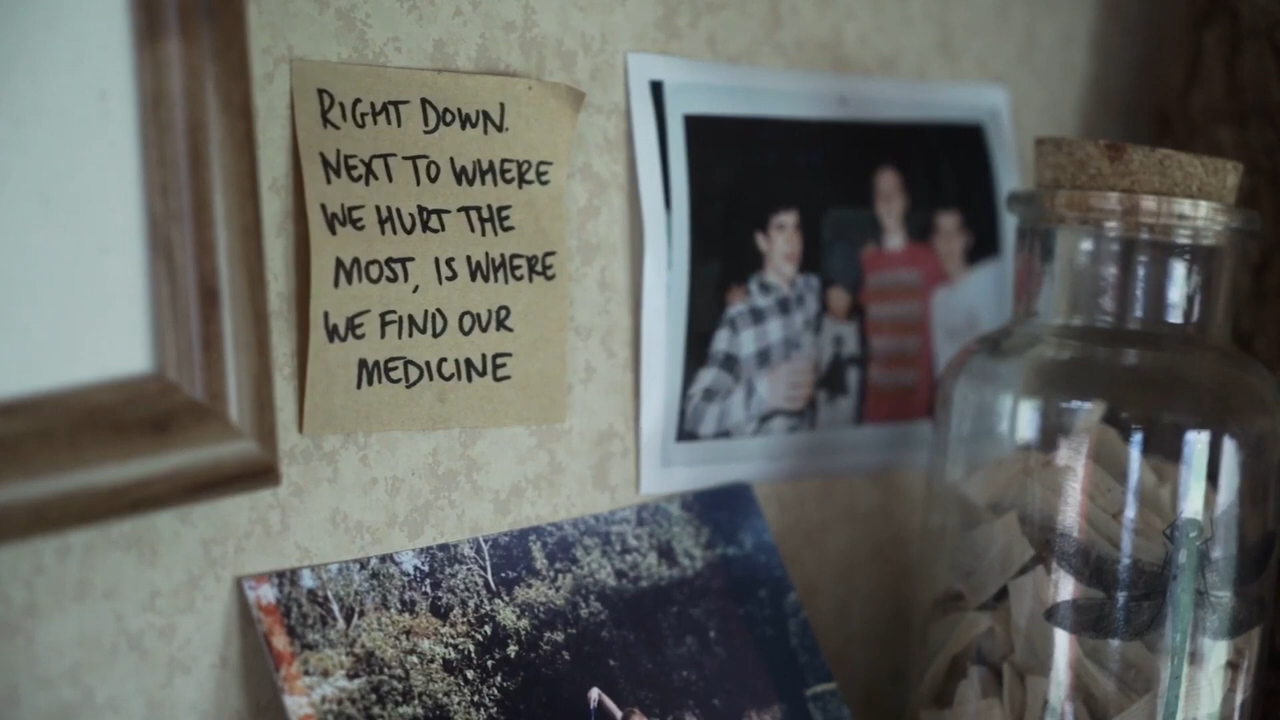 RIGHT DOWN.
NEXT TO WHERE
WE HURT THE
MOST, IS WHERE
WE FIND OUR
MEDICINE